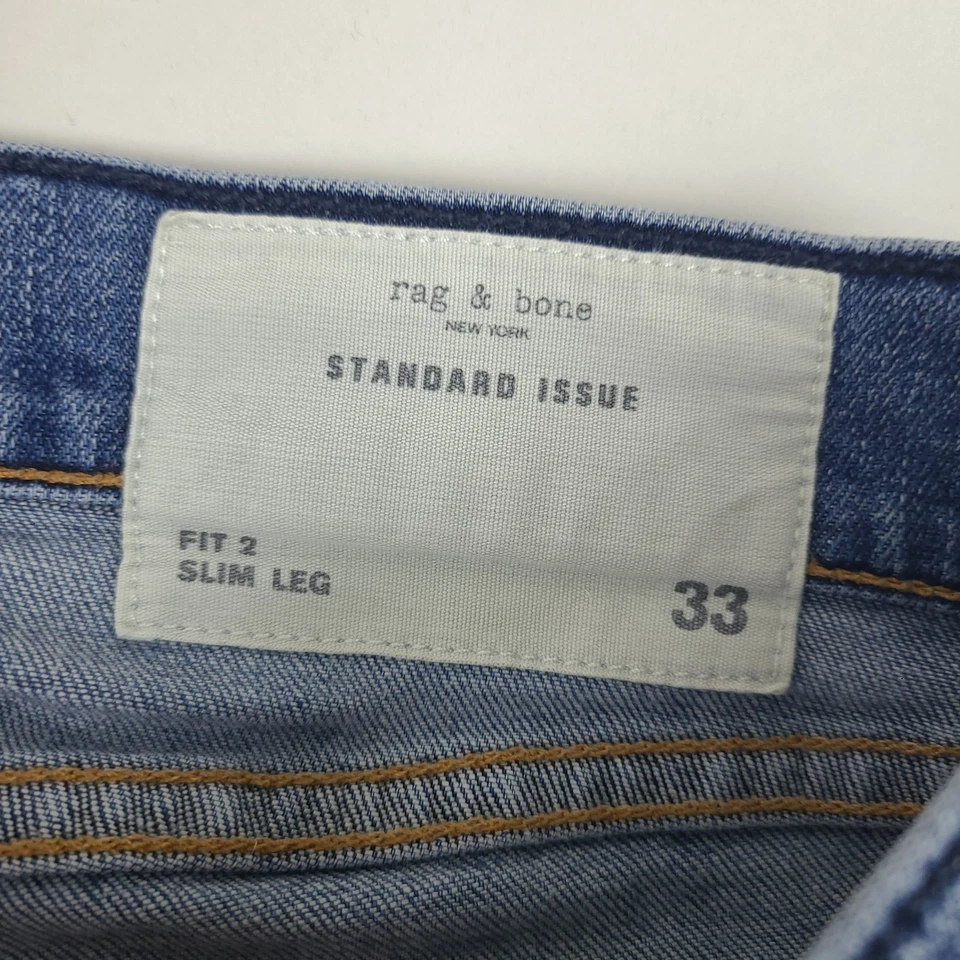 rag & bone
NEW YORK
STANDARD ISSUE
FIT 2
SLIM LEG
33